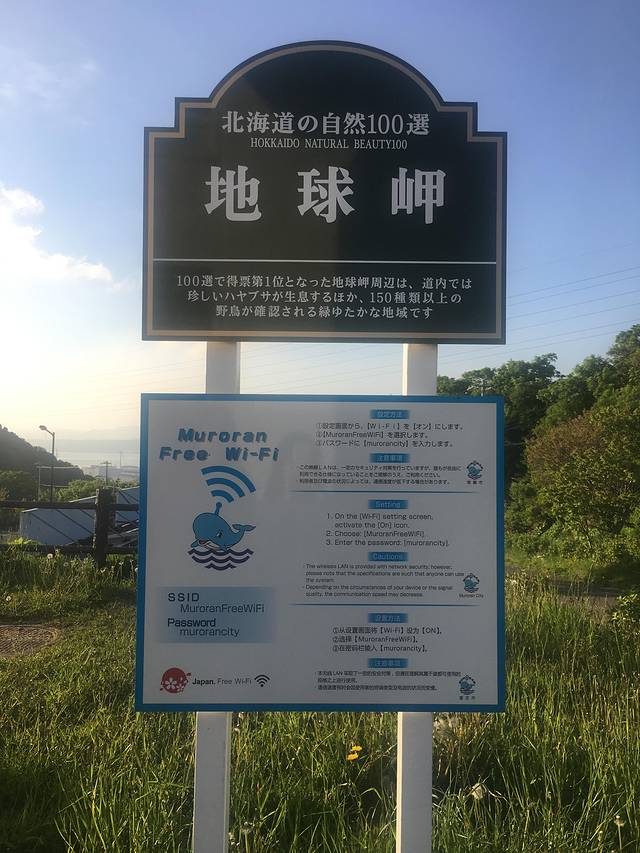 北海道の自然100選
HOKKAIDO NATURAL BEAUTY100
地球岬
100選で得票第1位となった地球岬周辺は、道内では
珍しいハヤブサが生息するほか、150種類以上の
野鳥が確認される緑ゆたかな地域です
Muroran
Free Wi-Fi
SSID
MuroranFreeWiFi
Password
murorancity
Japan. Free Wi-Fi
設定方法
①設定画面から、【Wi-Fi】を【オン】にします。
②【MuroranFreeWiFi】を選択します。
③パスワードに【murorancity】を入力します。
注意事項
Setting
1. On the [Wi-Fi] setting screen,
activate the [On] icon.
2. Choose: [MuroranFreeWiFi].
3. Enter the password: [murorancity].
Cautions
· The wireless LAN is provided with network security; however,
please note that the specifications are such that anyone can use
the system.
· Depending on the circumstances of your device or the signal
quality, the communication speed may decrease.
Muroran City
设置方法
①从设置画面将【Wi-Fi】设为【ON】。
②选择【MuroranFreeWiFi】。
③在密码栏输入【murorancity】。
注意事项